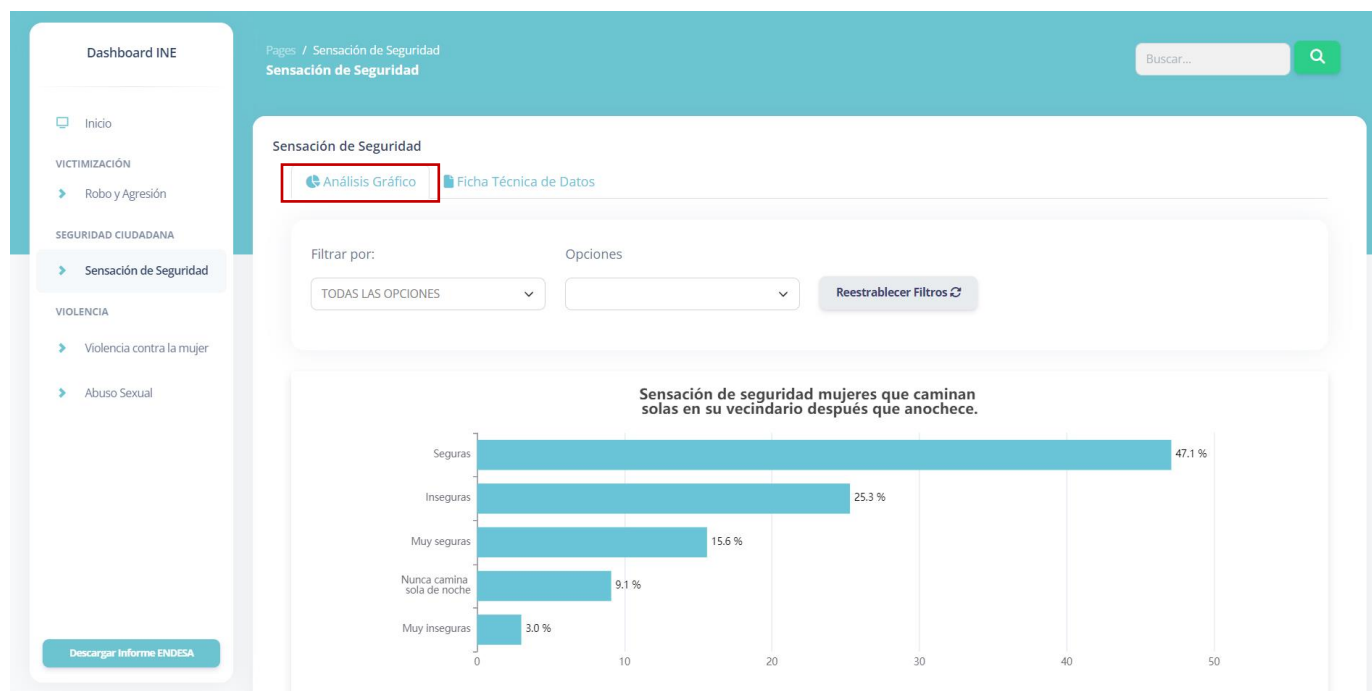 Dashboard INE
Inicio
VICTIMIZACIÓN
Robo y Agresión
SEGURIDAD CIUDADANA
Sensación de Seguridad
VIOLENCIA
Violencia contra la mujer
Abuso Sexual
Descargar Informe ENDESA
Pages / Sensación de Seguridad
Sensación de Seguridad
Buscar...
Sensación de Seguridad
Análisis Gráfico
Ficha Técnica de Datos
Filtrar por:
Opciones
TODAS LAS OPCIONES
Reestrablecer Filtros
Sensación de seguridad mujeres que caminan
solas en su vecindario después que anochece.
Seguras 47.1 %
Inseguras 25.3 %
Muy seguras 15.6 %
Nunca camina
sola de noche 9.1 %
Muy inseguras 3.0 %
0 10 20 30 40 50